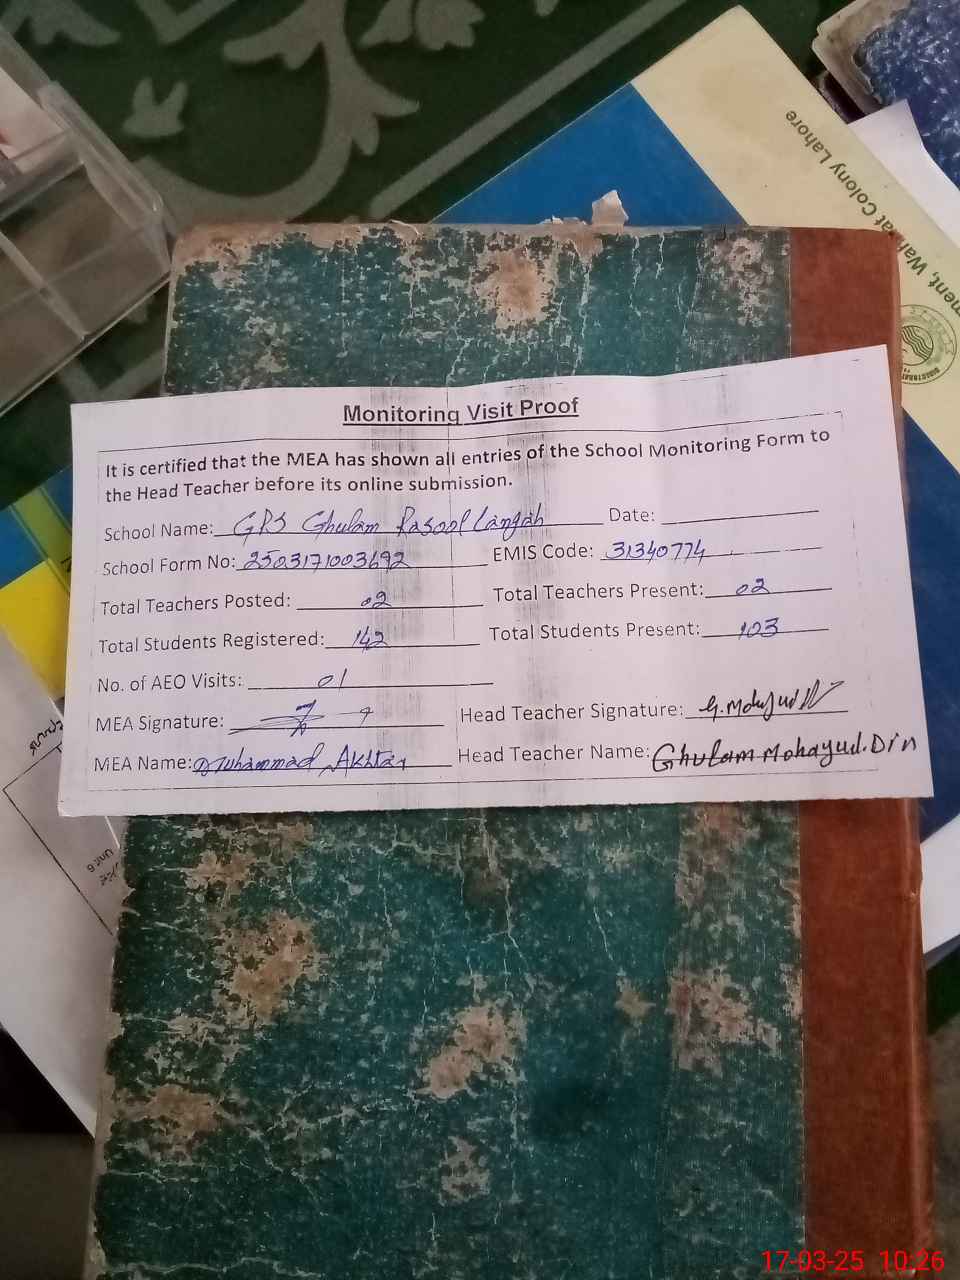 ment, Wahdat Colony Lahore
Monitoring Visit Proof
It is certified that the MEA has shown all entries of the School Monitoring Form to
the Head Teacher before its online submission.
School Name: GPS Ghulam Rasool Langah Date:
School Form No: 2503171003692 EMIS Code: 31340774
Total Teachers Posted: 02 Total Teachers Present: 02
Total Students Registered: 142 Total Students Present: 103
No. of AEO Visits: 01
MEA Signature: Head Teacher Signature: G.Mohyud
MEA Name: Muhammad Akhtar Head Teacher Name: Ghulam Mohayud.Din
17-03-25 10:26